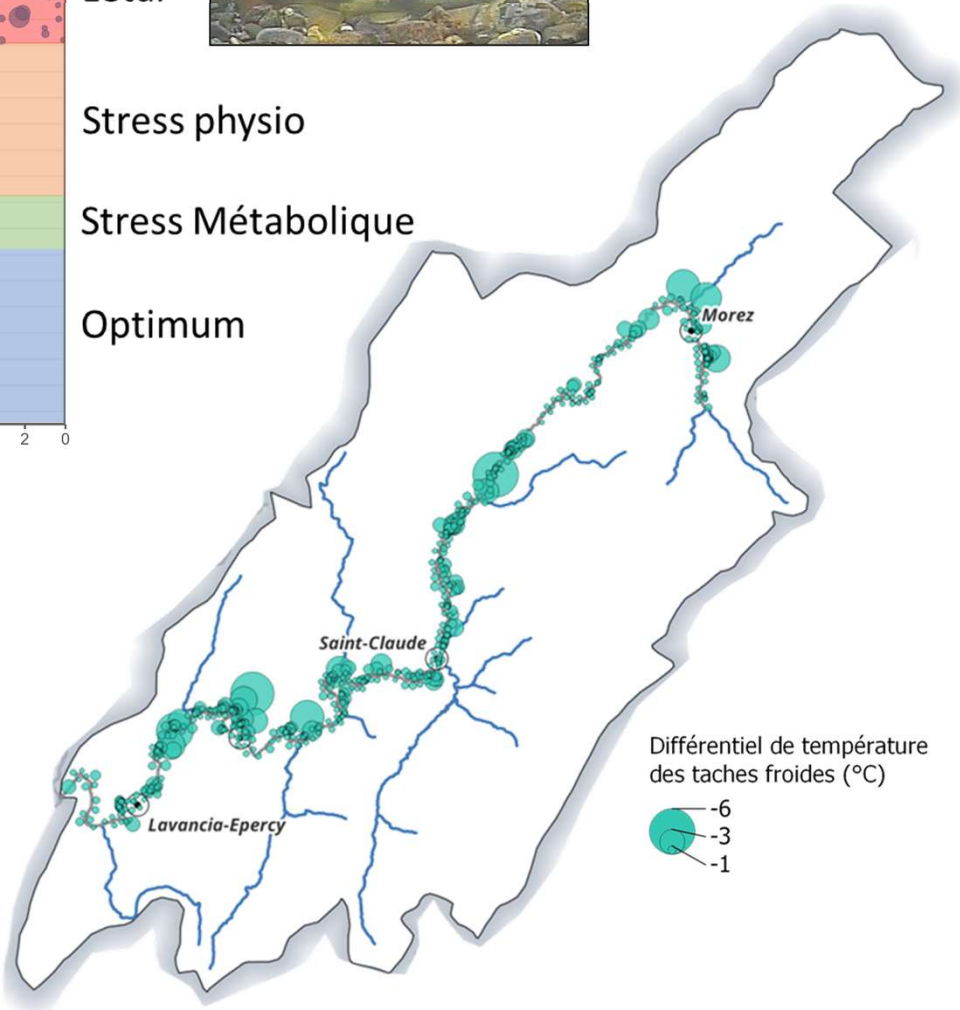 Stress physio
Stress Métabolique
Optimum
2 0
Morez
Saint-Claude
Lavancia-Epercy
Différentiel de température
des taches froides (°C)
-6
-3
-1